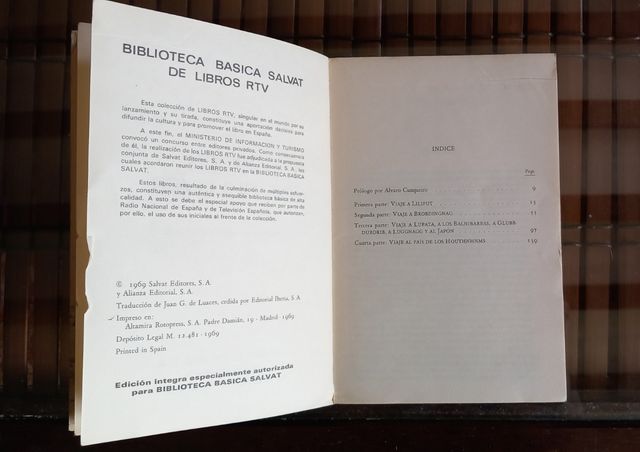 BIBLIOTECA BASICA SALVAT
DE LIBROS RTV
Esta colección de LIBROS RTV, singular en el mundo por su
lanzamiento y su tirada, constituye una aportación decisiva para
difundir la cultura y para promover el libro en España.
A este fin, el MINISTERIO DE INFORMACION Y TURISMO
convocó un concurso entre editores privados. Como consecuencia
de él, la realización de los LIBROS RTV fue adjudicada a la propuesta
conjunta de Salvat Editores, S. A. y de Alianza Editorial, S. A., las
cuales acordaron reunir los LIBROS RTV en la BIBLIOTECA BASICA
SALVAT.
Estos libros, resultado de la culminación de múltiples esfuer-
zos, constituyen una auténtica y asequible biblioteca básica de alta
calidad. A esto se debe el especial apoyo que reciben por parte de
Radio Nacional de España y de Televisión Española, que autorizan,
por ello, el uso de sus iniciales al frente de la colección.
© 1969 Salvat Editores, S. A.
y Alianza Editorial, S. A.
Traducción de Juan G. de Luaces, cedida por Editorial Iberia, S. A.
Impreso en:
Altamira Rotopress, S. A. Padre Damián, 19 - Madrid - 1969
Depósito Legal M. 12.481 - 1969
Printed in Spain
Edición íntegra especialmente autorizada
para BIBLIOTECA BASICA SALVAT
INDICE
Págs.
Prólogo por Alvaro Cunqueiro 9
Primera parte: VIAJE A LILIPUT 15
Segunda parte: VIAJE A BROBDINGNAG 53
Tercera parte: VIAJE A LUPATA, A LOS BALNIBARBAS, A GLUBB-
DUBDRIB, A LUGGNAGG Y AL JAPÓN 97
Cuarta parte: VIAJE AL PAÍS DE LOS HOUYHNHNMS 139